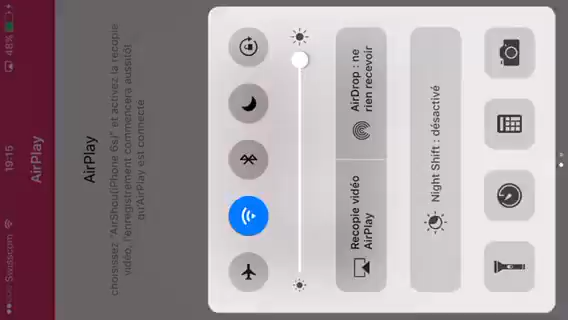 Swisscom 19:15 48%
AirPlay
AirPlay
choisissez "AirShou(iPhone 6s)" et activez la recopie
vidéo, l'enregistrement commencera aussitôt
qu'AirPlay est connecté
Recopie vidéo
AirPlay
AirDrop : ne
rien recevoir
Night Shift : désactivé